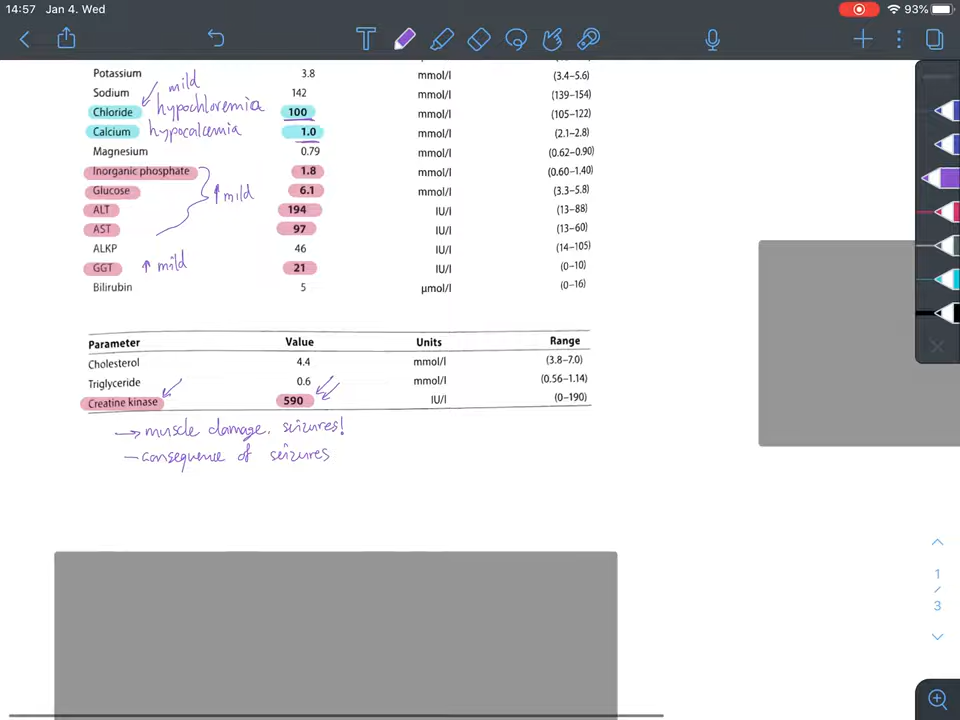 14:57 Jan 4. Wed 93%
Potassium 3.8 mmol/l (3.4–5.6)
mild
Sodium 142 mmol/l (139–154)
Chloride hypochloremia 100 mmol/l (105–122)
Calcium hypocalcemia 1.0 mmol/l (2.1–2.8)
Magnesium 0.79 mmol/l (0.62–0.90)
Inorganic phosphate 1.8 mmol/l (0.60–1.40)
Glucose ↑ mild 6.1 mmol/l (3.3–5.8)
ALT 194 IU/l (13–88)
AST 97 IU/l (13–60)
ALKP 46 IU/l (14–105)
GGT ↑ mild 21 IU/l (0–10)
Bilirubin 5 μmol/l (0–16)
Parameter Value Units Range
Cholesterol 4.4 mmol/l (3.8–7.0)
Triglyceride 0.6 mmol/l (0.56–1.14)
Creatine kinase 590 IU/l (0–190)
→ muscle damage. seizures!
– consequence of seizures
1
/
3